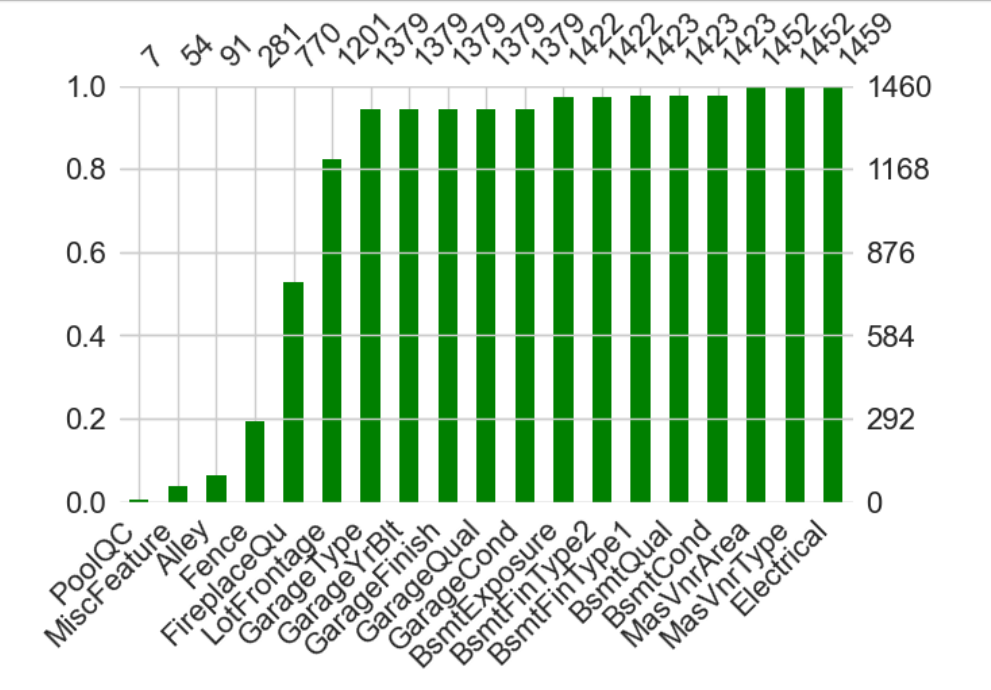 7 54 91 281 770 1201 1379 1379 1379 1379 1379 1422 1422 1423 1423 1423 1452 1452 1459
1.0 1460
0.8 1168
0.6 876
0.4 584
0.2 292
0.0 0
PoolQC
MiscFeature
Alley
Fence
FireplaceQu
LotFrontage
GarageType
GarageYrBlt
GarageFinish
GarageQual
GarageCond
BsmtExposure
BsmtFinType2
BsmtFinType1
BsmtQual
BsmtCond
MasVnrArea
MasVnrType
Electrical